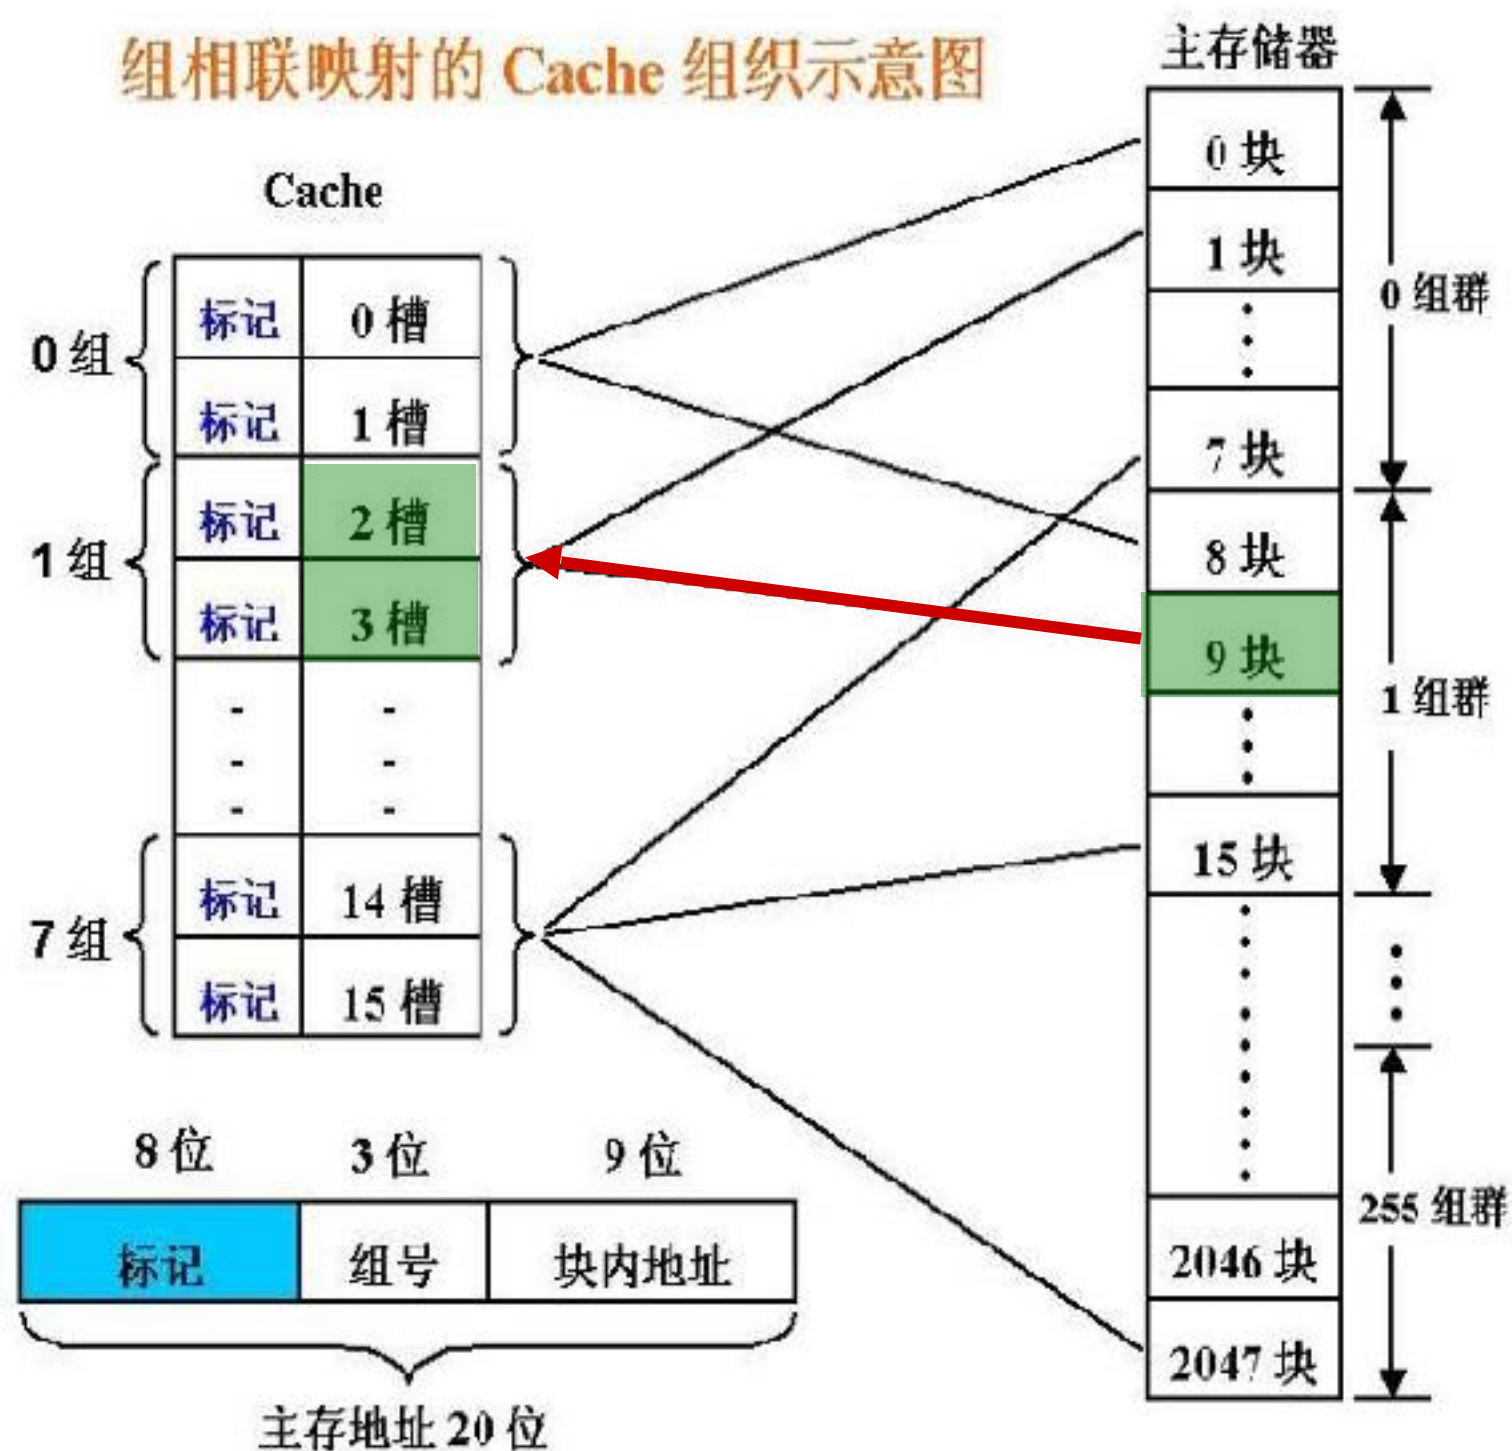 组相联映射的 Cache 组织示意图
Cache
0 组
标记 0 槽
标记 1 槽
1 组
标记 2 槽
标记 3 槽
7 组
标记 14 槽
标记 15 槽
主存储器
0 块
1 块
7 块
8 块
9 块
15 块
2046 块
2047 块
0 组群
1 组群
255 组群
8 位 3 位 9 位
标记 组号 块内地址
主存地址 20 位